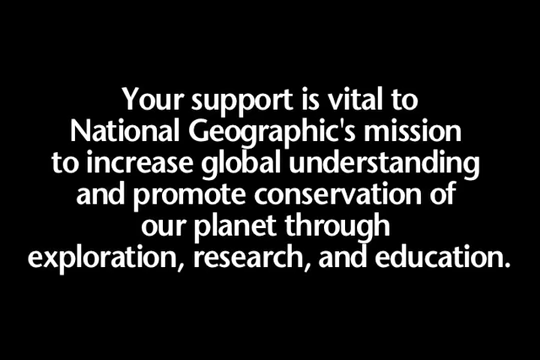 Your support is vital to
National Geographic's mission
to increase global understanding
and promote conservation of
our planet through
exploration, research, and education.